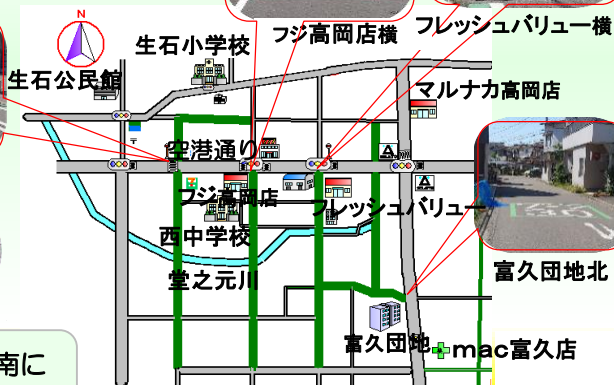 フジ高岡店横
フレッシュバリュー横
N
生石小学校
生石公民館
マルナカ高岡店
空港通り
フジ高岡店
フレッシュバリュー
西中学校
堂之元川
富久団地北
富久団地
mac富久店
南に